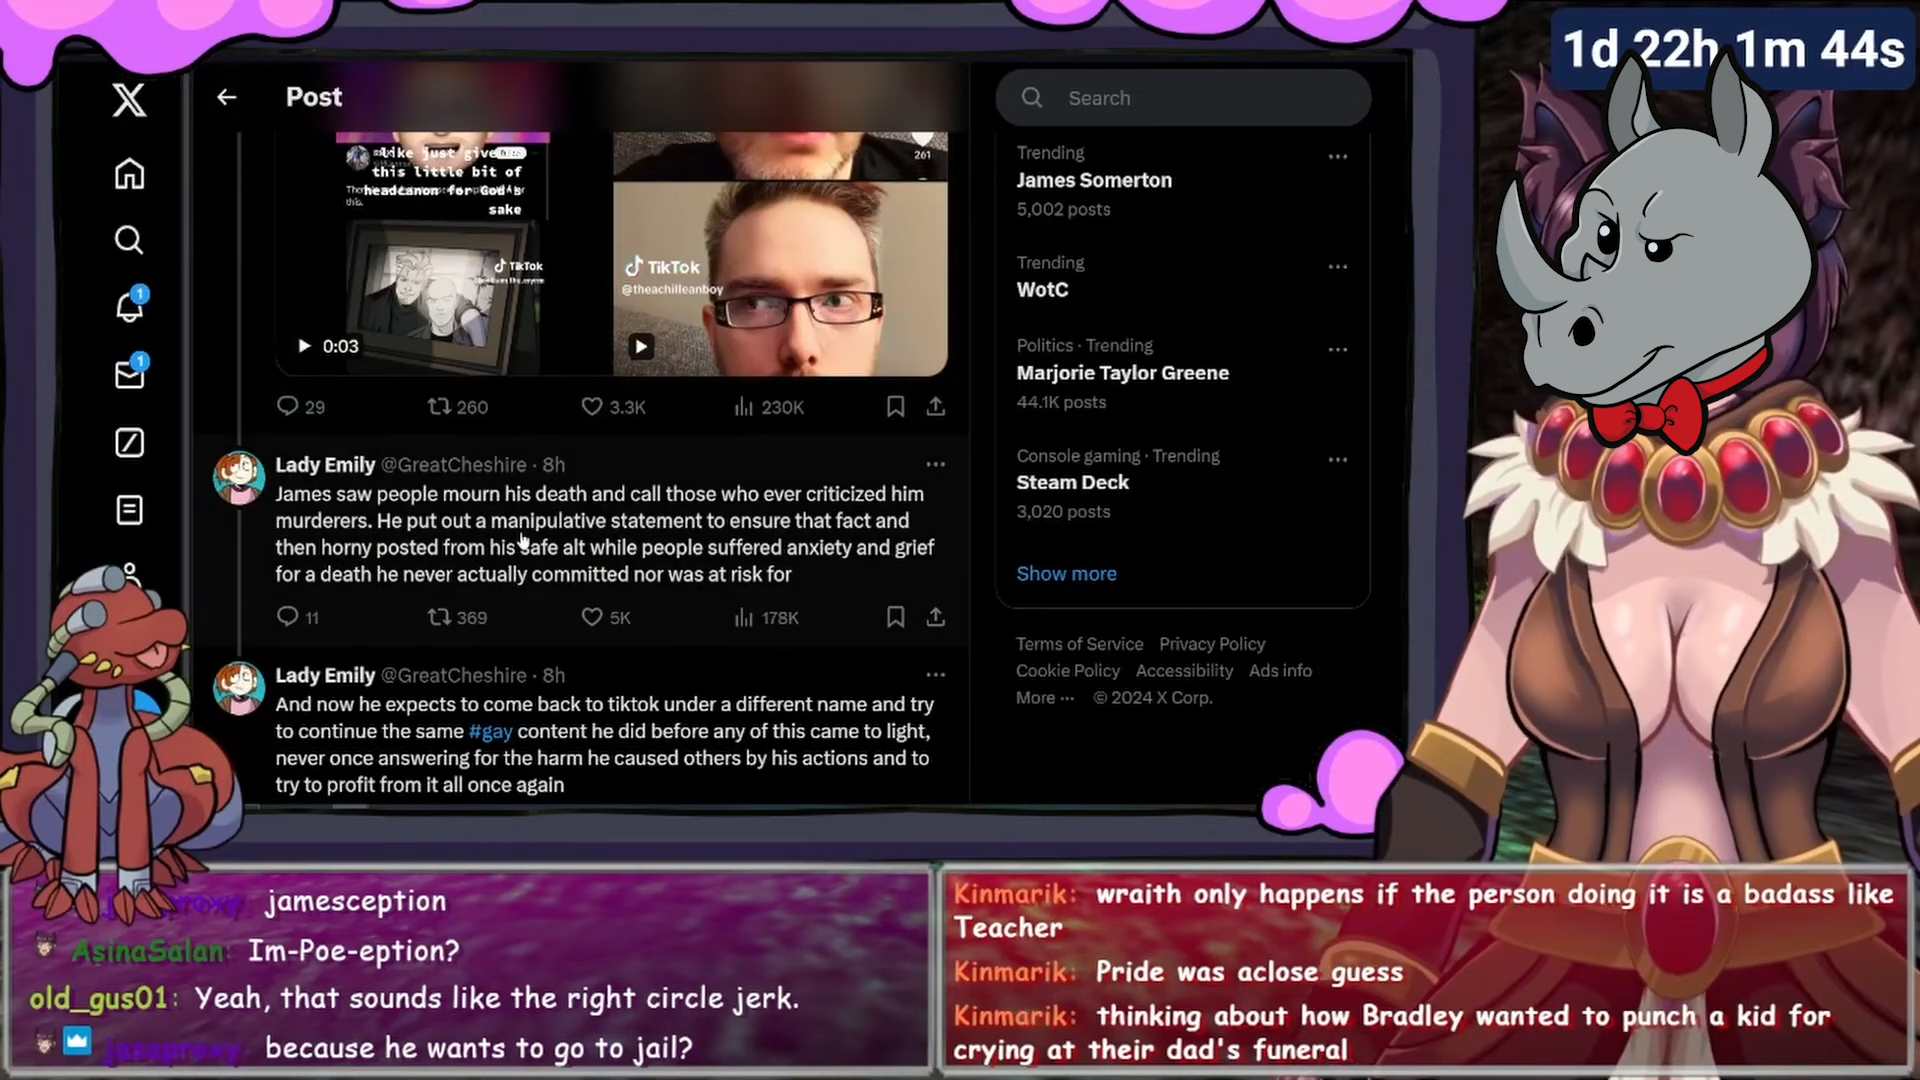 1d 22h 1m 44s
Post
Search
like just give
this little bit of
headcanon for God's
sake
TikTok
0:03
261
TikTok
@theachilleanboy
29 260 3.3K 230K
Lady Emily @GreatCheshire · 8h
James saw people mourn his death and call those who ever criticized him
murderers. He put out a manipulative statement to ensure that fact and
then horny posted from his safe alt while people suffered anxiety and grief
for a death he never actually committed nor was at risk for
11 369 5K 178K
Lady Emily @GreatCheshire · 8h
And now he expects to come back to tiktok under a different name and try
to continue the same #gay content he did before any of this came to light,
never once answering for the harm he caused others by his actions and to
try to profit from it all once again
1
1
Trending
James Somerton
5,002 posts
Trending
WotC
Politics · Trending
Marjorie Taylor Greene
44.1K posts
Console gaming · Trending
Steam Deck
3,020 posts
Show more
Terms of Service Privacy Policy
Cookie Policy Accessibility Ads info
More ··· © 2024 X Corp.
jamesception
AsinaSalan: Im-Poe-eption?
old_gus01: Yeah, that sounds like the right circle jerk.
because he wants to go to jail?
Kinmarik: wraith only happens if the person doing it is a badass like
Teacher
Kinmarik: Pride was aclose guess
Kinmarik: thinking about how Bradley wanted to punch a kid for
crying at their dad's funeral